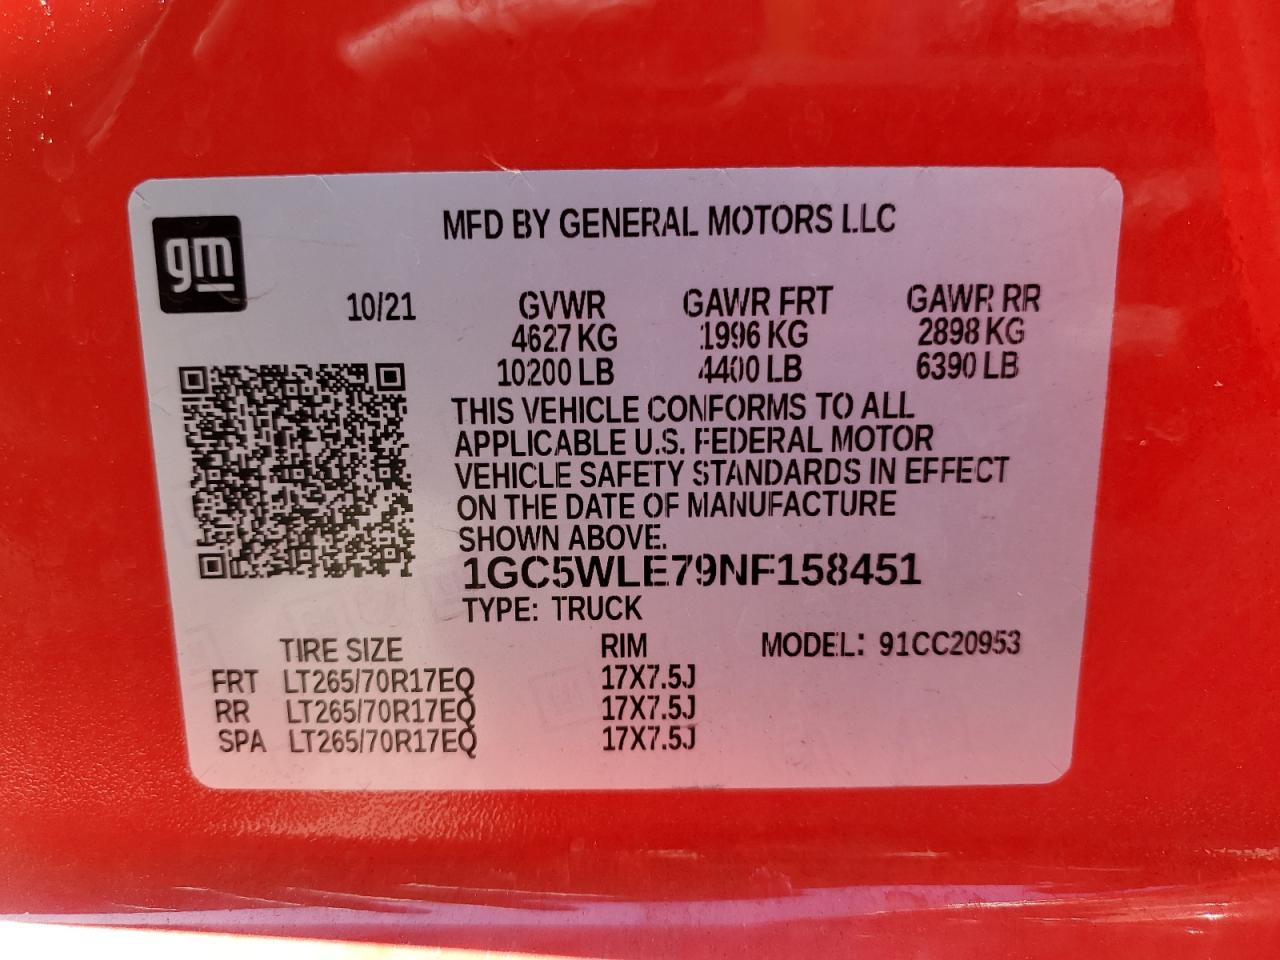 gm
MFD BY GENERAL MOTORS LLC
10/21 GVWR GAWR FRT GAWR RR
4627 KG 1996 KG 2898 KG
10200 LB 4400 LB 6390 LB
THIS VEHICLE CONFORMS TO ALL
APPLICABLE U.S. FEDERAL MOTOR
VEHICLE SAFETY STANDARDS IN EFFECT
ON THE DATE OF MANUFACTURE
SHOWN ABOVE.
1GC5WLE79NF158451
TYPE: TRUCK
TIRE SIZE RIM MODEL: 91CC20953
FRT LT265/70R17EQ 17X7.5J
RR LT265/70R17EQ 17X7.5J
SPA LT265/70R17EQ 17X7.5J